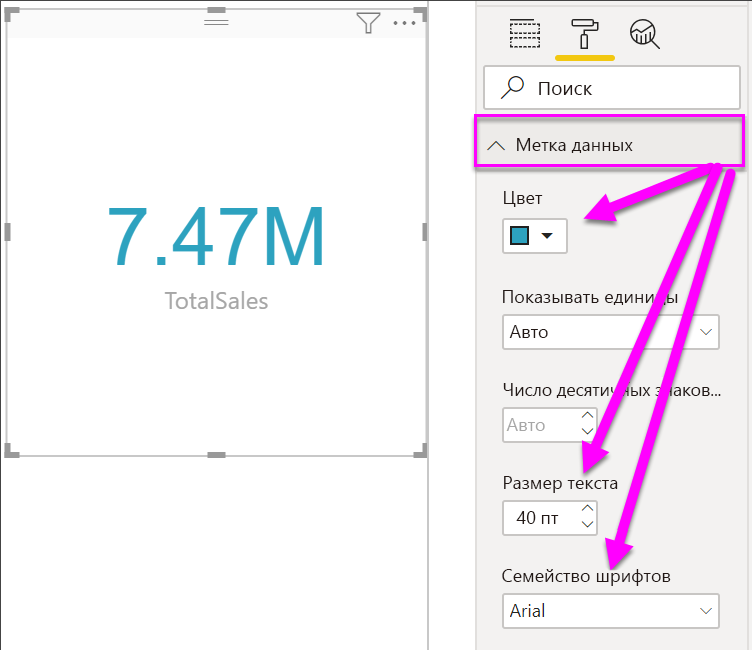 7.47M
TotalSales
Поиск
Метка данных
Цвет
Показывать единицы
Авто
Число десятичных знаков...
Авто
Размер текста
40 пт
Семейство шрифтов
Arial